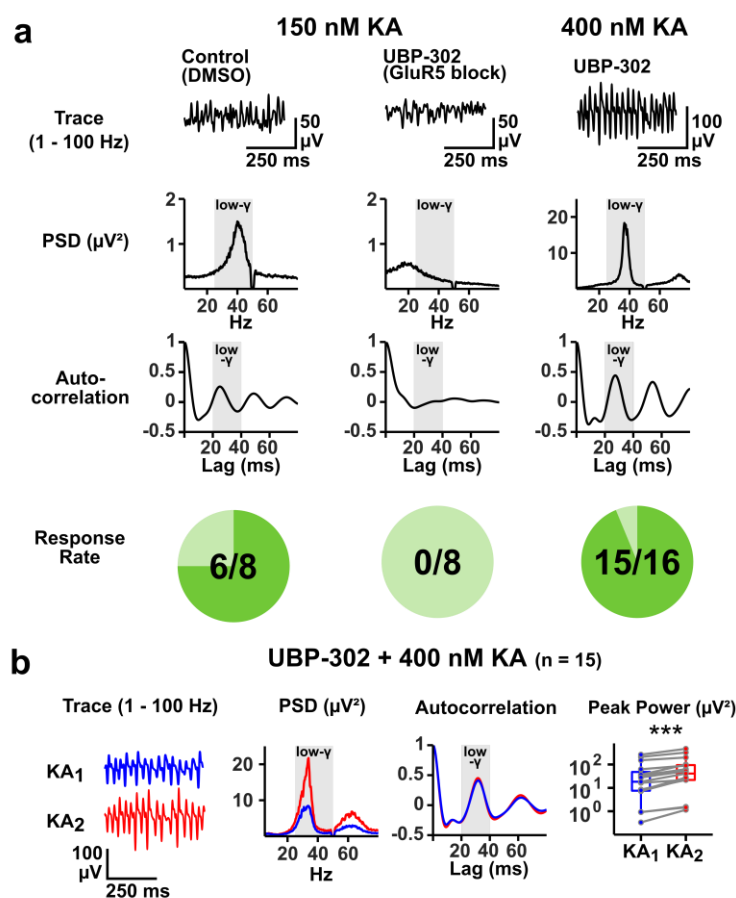 a
150 nM KA
400 nM KA
Control
(DMSO)
UBP-302
(GluR5 block)
UBP-302
Trace
(1 - 100 Hz)
50
µV
250 ms
50
µV
250 ms
100
µV
250 ms
PSD (µV²)
2
1
low-γ
20 40 60
Hz
2
1
low-γ
20 40 60
Hz
20
10
low-γ
20 40 60
Hz
Auto-
correlation
1
0.5
0
-0.5
low
-γ
20 40 60
Lag (ms)
1
0.5
0
-0.5
low
-γ
20 40 60
Lag (ms)
1
0.5
0
-0.5
low
-γ
20 40 60
Lag (ms)
Response
Rate
6/8
0/8
15/16
b
UBP-302 + 400 nM KA (n = 15)
Trace (1 - 100 Hz)
KA1
KA2
100
µV
250 ms
PSD (µV²)
20
10
low-γ
20 40 60
Hz
Autocorrelation
1
0.5
0
-0.5
low
-γ
20 40 60
Lag (ms)
Peak Power (µV²)
***
10²
10¹
10⁰
KA1 KA2